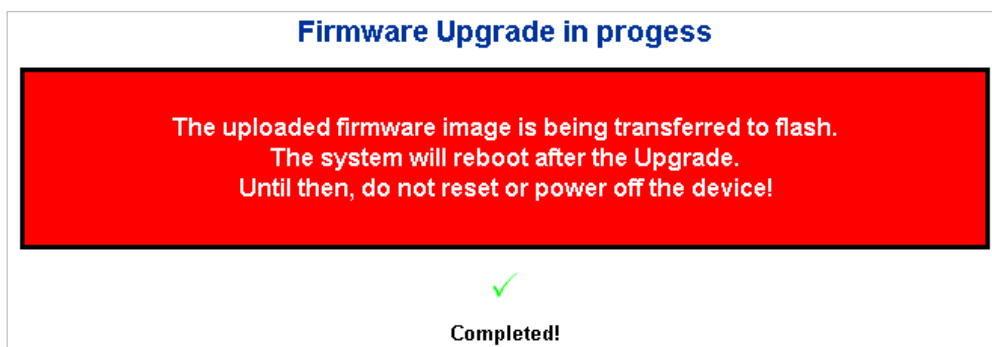 Firmware Upgrade in progess
The uploaded firmware image is being transferred to flash.
The system will reboot after the Upgrade.
Until then, do not reset or power off the device!
Completed!